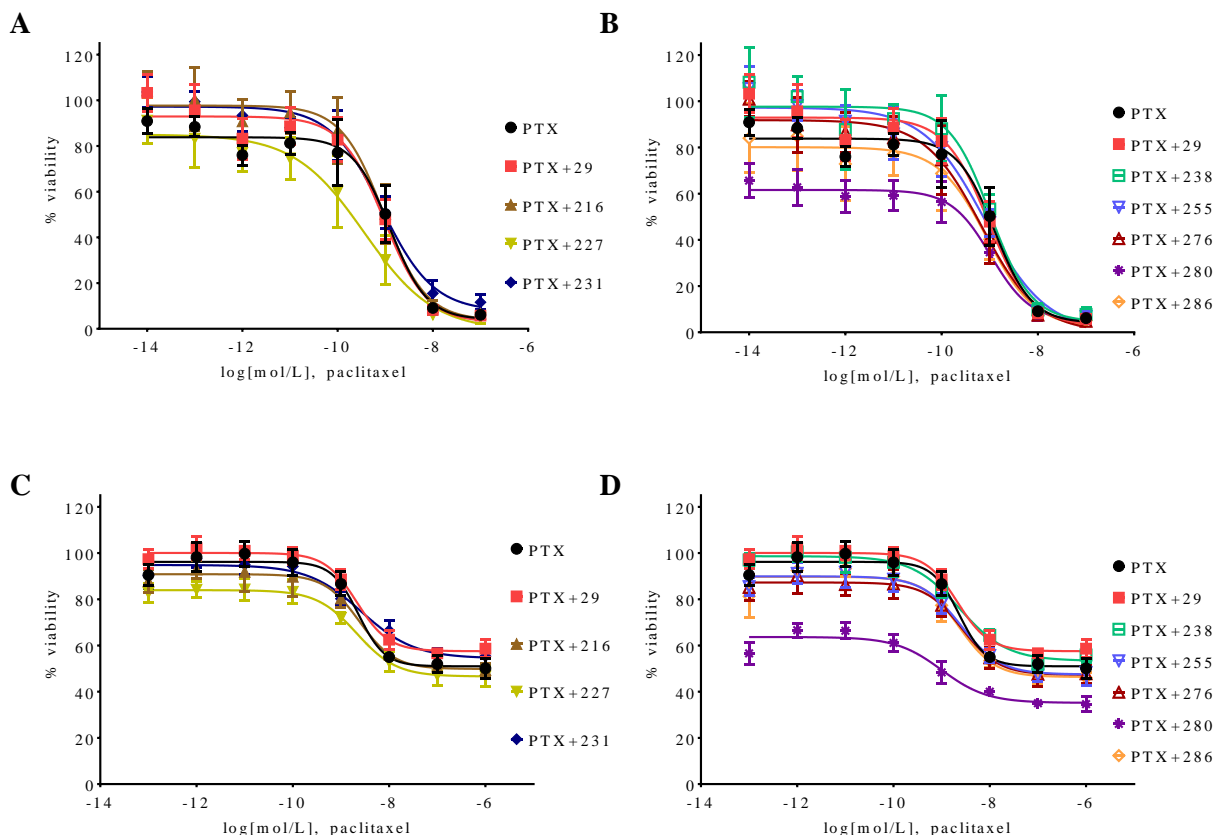 A
% viability
120
100
80
60
40
20
0
-14
-12
-10
-8
-6
log[mol/L], paclitaxel
PTX
PTX+29
PTX+216
PTX+227
PTX+231
B
% viability
120
100
80
60
40
20
0
-14
-12
-10
-8
-6
log[mol/L], paclitaxel
PTX
PTX+29
PTX+238
PTX+255
PTX+276
PTX+280
PTX+286
C
% viability
120
100
80
60
40
20
0
-14
-12
-10
-8
-6
log[mol/L], paclitaxel
PTX
PTX+29
PTX+216
PTX+227
PTX+231
D
% viability
120
100
80
60
40
20
0
-14
-12
-10
-8
-6
log[mol/L], paclitaxel
PTX
PTX+29
PTX+238
PTX+255
PTX+276
PTX+280
PTX+286